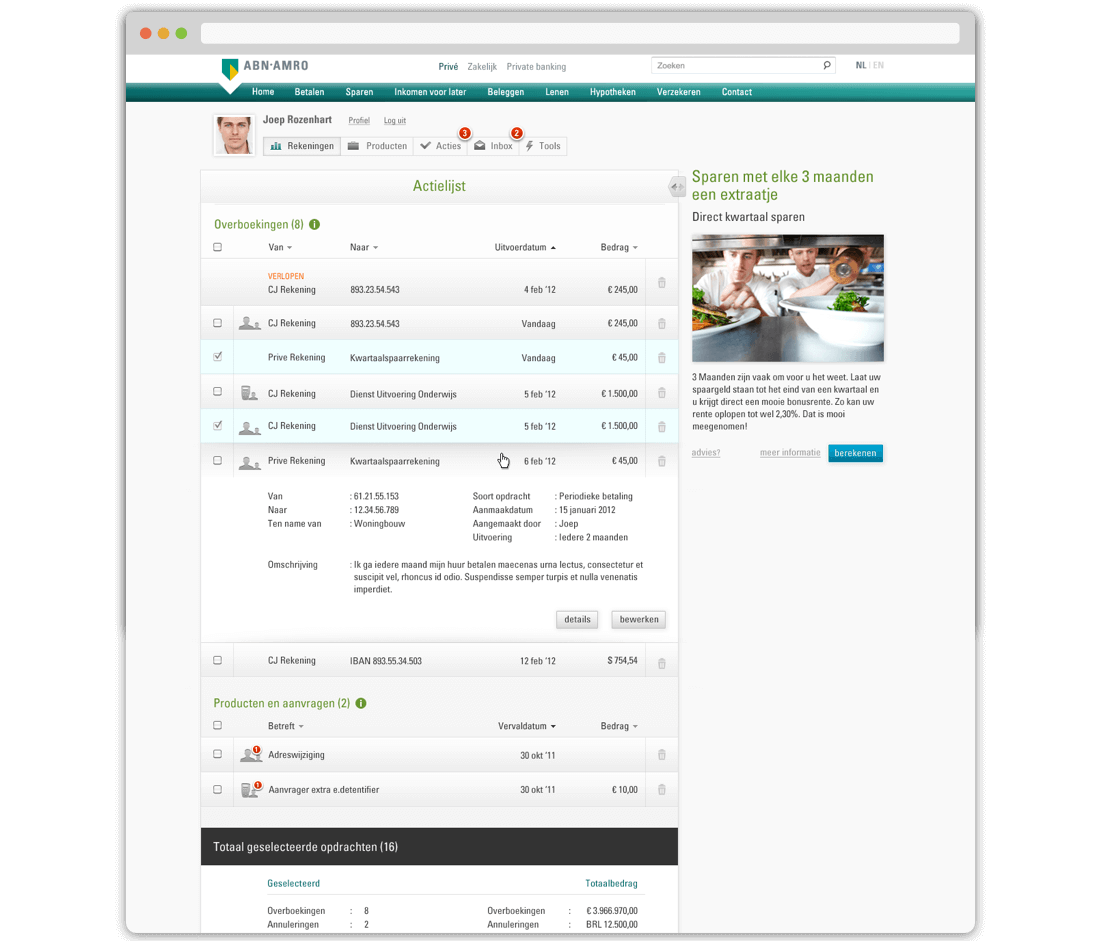 ABN·AMRO
Privé Zakelijk Private banking
Zoeken
NL | EN
Home Betalen Sparen Inkomen voor later Beleggen Lenen Hypotheken Verzekeren Contact
Joep Rozenhart Profiel Log uit
3 2
Rekeningen Producten Acties Inbox Tools
Actielijst
Overboekingen (8) i
Van Naar Uitvoerdatum Bedrag
VERLOPEN
CJ Rekening 893.23.54.543 4 feb '12 € 245,00
CJ Rekening 893.23.54.543 Vandaag € 245,00
Prive Rekening Kwartaalspaarrekening Vandaag € 45,00
CJ Rekening Dienst Uitvoering Onderwijs 5 feb '12 € 1.500,00
CJ Rekening Dienst Uitvoering Onderwijs 5 feb '12 € 1.500,00
Prive Rekening Kwartaalspaarrekening 6 feb '12 € 45,00
Van : 61.21.55.153 Soort opdracht : Periodieke betaling
Naar : 12.34.56.789 Aanmaakdatum : 15 januari 2012
Ten name van : Woningbouw Aangemaakt door : Joep
Uitvoering : Iedere 2 maanden
Omschrijving : Ik ga iedere maand mijn huur betalen maecenas urna lectus, consectetur et
suscipit vel, rhoncus id odio. Suspendisse semper turpis et nulla venenatis
imperdiet.
details bewerken
CJ Rekening IBAN 893.55.34.503 12 feb '12 $ 754,54
Producten en aanvragen (2) i
Betreft Vervaldatum Bedrag
1 Adreswijziging 30 okt '11
1 Aanvrager extra e.detentifier 30 okt '11 € 10,00
Totaal geselecteerde opdrachten (16)
Geselecteerd Totaalbedrag
Overboekingen : 8 Overboekingen : € 3.966.970,00
Annuleringen : 2 Annuleringen : BRL 12.500,00
Sparen met elke 3 maanden
een extraatje
Direct kwartaal sparen
3 Maanden zijn vaak om voor u het weet. Laat uw
spaargeld staan tot het eind van een kwartaal en
u krijgt direct een mooie bonusrente. Zo kan uw
rente oplopen tot wel 2,30%. Dat is mooi
meegenomen!
advies? meer informatie berekenen